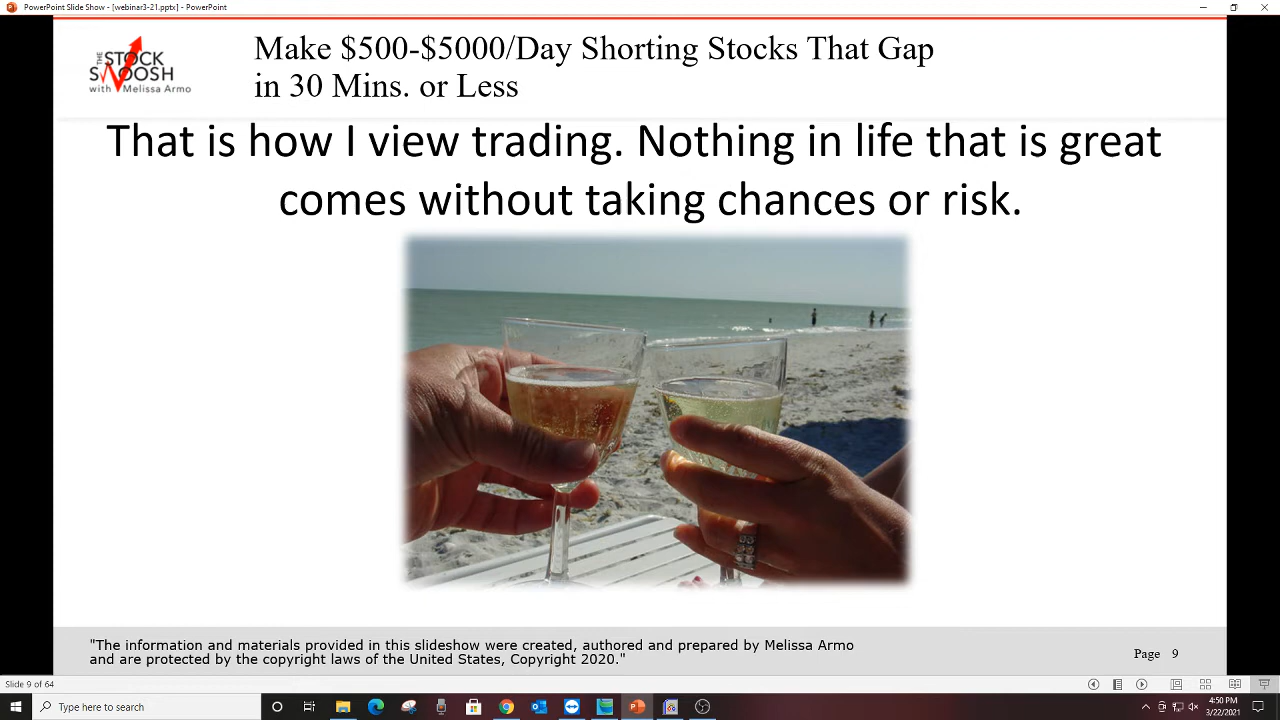 PowerPoint Slide Show - [webinar3-21.pptx] - PowerPoint
THE
STOCK
SWOOSH
with Melissa Armo
Make $500-$5000/Day Shorting Stocks That Gap
in 30 Mins. or Less
That is how I view trading. Nothing in life that is great
comes without taking chances or risk.
"The information and materials provided in this slideshow were created, authored and prepared by Melissa Armo
and are protected by the copyright laws of the United States, Copyright 2020."
Page 9
Slide 9 of 64
Type here to search
4:50 PM
3/22/2021